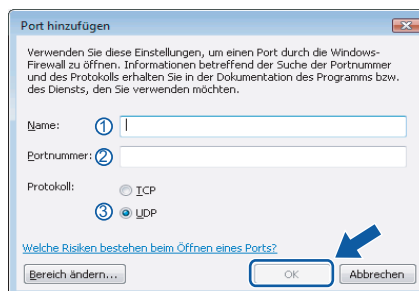 Port hinzufügen
Verwenden Sie diese Einstellungen, um einen Port durch die Windows-
Firewall zu öffnen. Informationen betreffend der Suche der Portnummer
und des Protokolls erhalten Sie in der Dokumentation des Programms bzw.
des Diensts, den Sie verwenden möchten.
Name: 1
Portnummer: 2
Protokoll: TCP
3 UDP
Welche Risiken bestehen beim Öffnen eines Ports?
Bereich ändern... OK Abbrechen